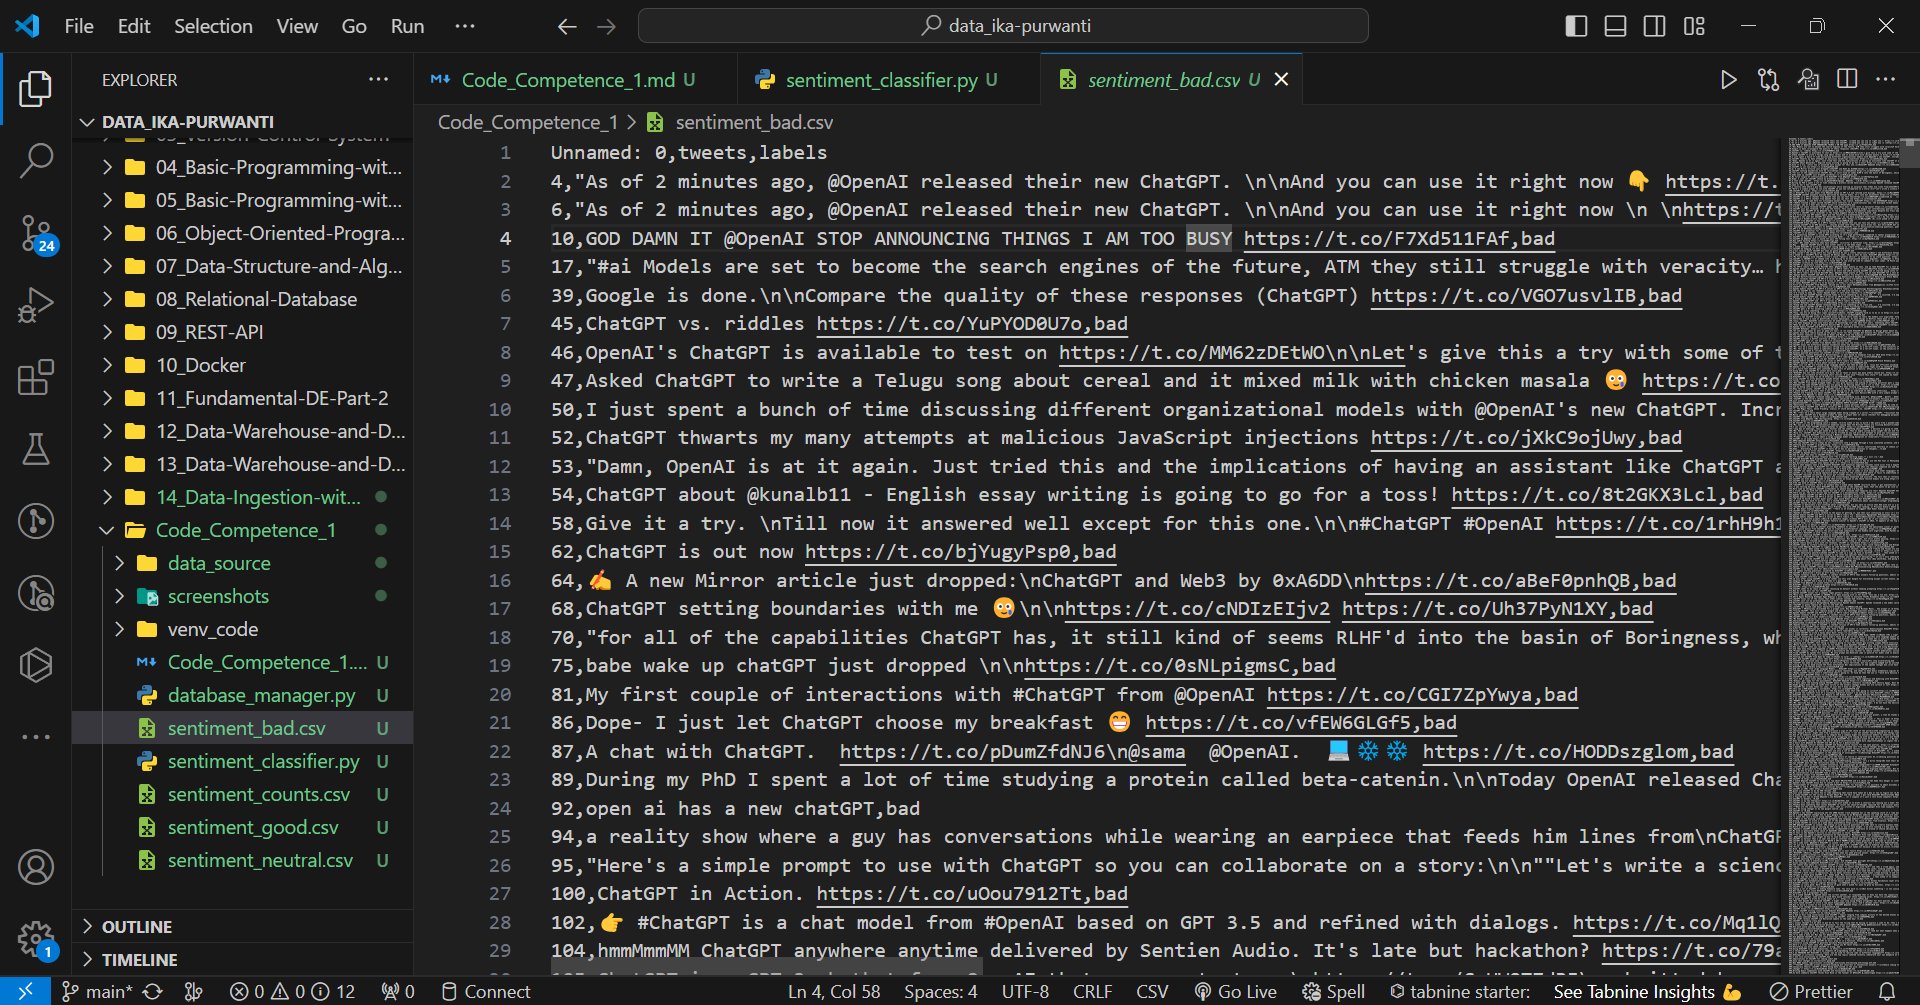 File Edit Selection View Go Run ...
data_ika-purwanti
EXPLORER
DATA_IKA-PURWANTI
04_Basic-Programming-wit...
05_Basic-Programming-wit...
06_Object-Oriented-Progra...
07_Data-Structure-and-Alg...
08_Relational-Database
09_REST-API
10_Docker
11_Fundamental-DE-Part-2
12_Data-Warehouse-and-D...
13_Data-Warehouse-and-D...
14_Data-Ingestion-wit...
Code_Competence_1
data_source
screenshots
venv_code
Code_Competence_1.... U
database_manager.py U
sentiment_bad.csv U
sentiment_classifier.py U
sentiment_counts.csv U
sentiment_good.csv U
sentiment_neutral.csv U
OUTLINE
TIMELINE
24
1
Code_Competence_1.md U
sentiment_classifier.py U
sentiment_bad.csv U
Code_Competence_1 > sentiment_bad.csv
1 Unnamed: 0,tweets,labels
2 4,"As of 2 minutes ago, @OpenAI released their new ChatGPT. \n\nAnd you can use it right now 👇 https://t.
3 6,"As of 2 minutes ago, @OpenAI released their new ChatGPT. \n\nAnd you can use it right now \n \nhttps://t
4 10,GOD DAMN IT @OpenAI STOP ANNOUNCING THINGS I AM TOO BUSY https://t.co/F7Xd511FAf,bad
5 17,"#ai Models are set to become the search engines of the future, ATM they still struggle with veracity…
6 39,Google is done.\n\nCompare the quality of these responses (ChatGPT) https://t.co/VGO7usvlIB,bad
7 45,ChatGPT vs. riddles https://t.co/YuPYOD0U7o,bad
8 46,OpenAI's ChatGPT is available to test on https://t.co/MM62zDEtWO\n\nLet's give this a try with some of t
9 47,Asked ChatGPT to write a Telugu song about cereal and it mixed milk with chicken masala 😳 https://t.co
10 50,I just spent a bunch of time discussing different organizational models with @OpenAI's new ChatGPT. Incr
11 52,ChatGPT thwarts my many attempts at malicious JavaScript injections https://t.co/jXkC9ojUwy,bad
12 53,"Damn, OpenAI is at it again. Just tried this and the implications of having an assistant like ChatGPT a
13 54,ChatGPT about @kunalb11 - English essay writing is going to go for a toss! https://t.co/8t2GKX3Lcl,bad
14 58,Give it a try. \nTill now it answered well except for this one.\n\n#ChatGPT #OpenAI https://t.co/1rhH9h1
15 62,ChatGPT is out now https://t.co/bjYugyPsp0,bad
16 64,✍ A new Mirror article just dropped:\nChatGPT and Web3 by 0xA6DD\nhttps://t.co/aBeF0pnhQB,bad
17 68,ChatGPT setting boundaries with me 😢\n\nhttps://t.co/cNDIzEIjv2 https://t.co/Uh37PyN1XY,bad
18 70,"for all of the capabilities ChatGPT has, it still kind of seems RLHF'd into the basin of Boringness, wh
19 75,babe wake up chatGPT just dropped \n\nhttps://t.co/0sNLpigmsC,bad
20 81,My first couple of interactions with #ChatGPT from @OpenAI https://t.co/CGI7ZpYwya,bad
21 86,Dope- I just let ChatGPT choose my breakfast 😁 https://t.co/vfEW6GLGf5,bad
22 87,A chat with ChatGPT. https://t.co/pDumZfdNJ6\n@sama @OpenAI. 💻❄❄ https://t.co/HODDszglom,bad
23 89,During my PhD I spent a lot of time studying a protein called beta-catenin.\n\nToday OpenAI released Cha
24 92,open ai has a new chatGPT,bad
25 94,a reality show where a guy has conversations while wearing an earpiece that feeds him lines from\nChatGP
26 95,"Here's a simple prompt to use with ChatGPT so you can collaborate on a story:\n\n""Let's write a scienc
27 100,ChatGPT in Action. https://t.co/uOou7912Tt,bad
28 102,👉 #ChatGPT is a chat model from #OpenAI based on GPT 3.5 and refined with dialogs. https://t.co/Mq1lQ
29 104,hmmMmmMM ChatGPT anywhere anytime delivered by Sentien Audio. It's late but hackathon? https://t.co/79a
main* 0 0 12 0 Connect Ln 4, Col 58 Spaces: 4 UTF-8 CRLF CSV Go Live Spell tabnine starter: See Tabnine Insights 💪 Prettier